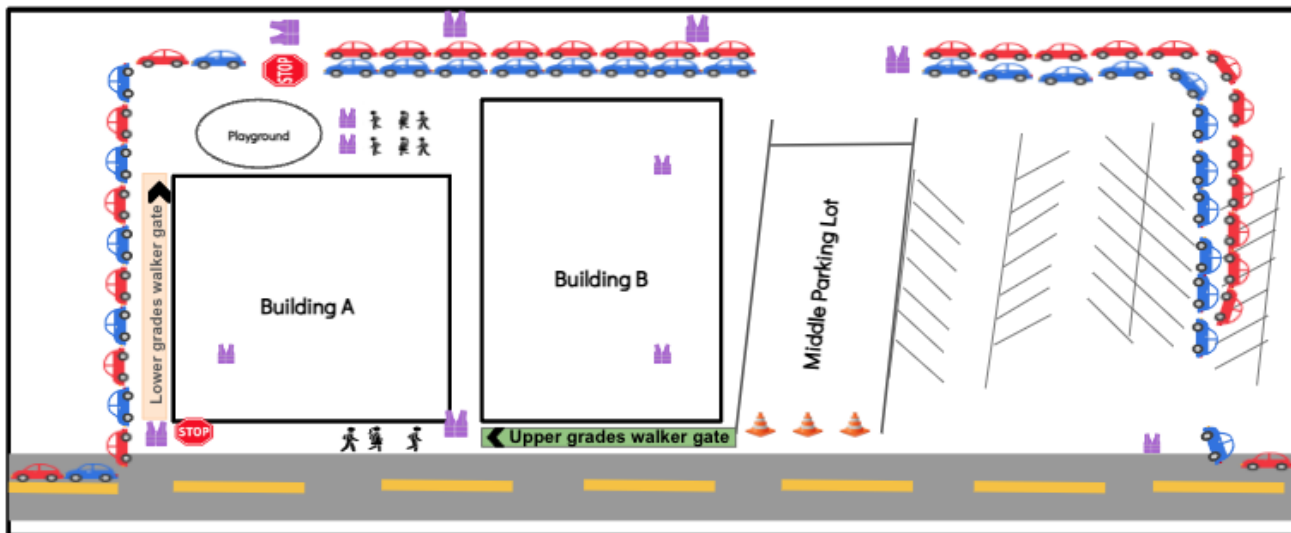 STOP
Playground
Lower grades walker gate
Building A
Building B
Middle Parking Lot
STOP
Upper grades walker gate